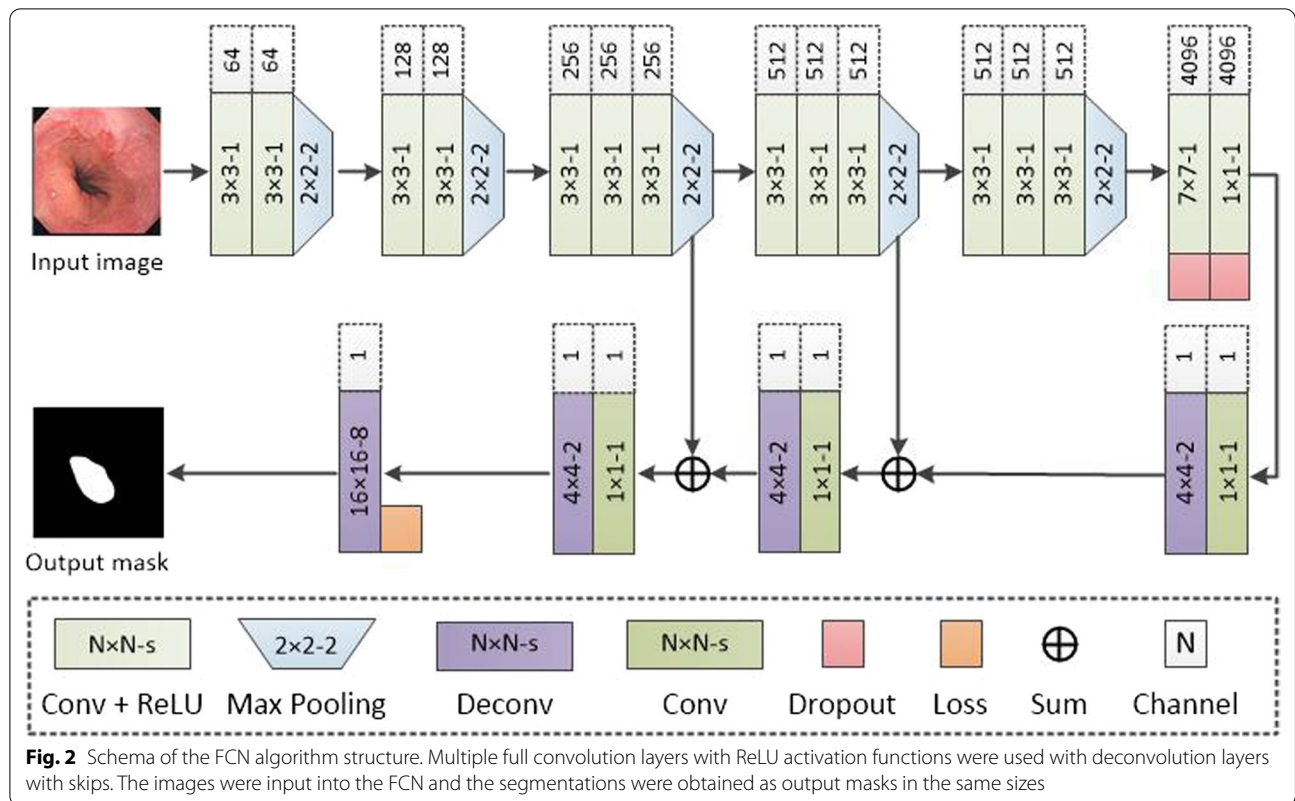 64 64 128 128 256 256 256 512 512 512 512 512 512 4096 4096
3×3-1 3×3-1 2×2-2 3×3-1 3×3-1 2×2-2 3×3-1 3×3-1 3×3-1 2×2-2 3×3-1 3×3-1 3×3-1 2×2-2 3×3-1 3×3-1 3×3-1 2×2-2 7×7-1 1×1-1
Input image
1 1 1 1 1 1 1
16×16-8 4×4-2 1×1-1 4×4-2 1×1-1 4×4-2 1×1-1
Output mask
N×N-s 2×2-2 N×N-s N×N-s N
Conv + ReLU Max Pooling Deconv Conv Dropout Loss Sum Channel
Fig. 2 Schema of the FCN algorithm structure. Multiple full convolution layers with ReLU activation functions were used with deconvolution layers
with skips. The images were input into the FCN and the segmentations were obtained as output masks in the same sizes